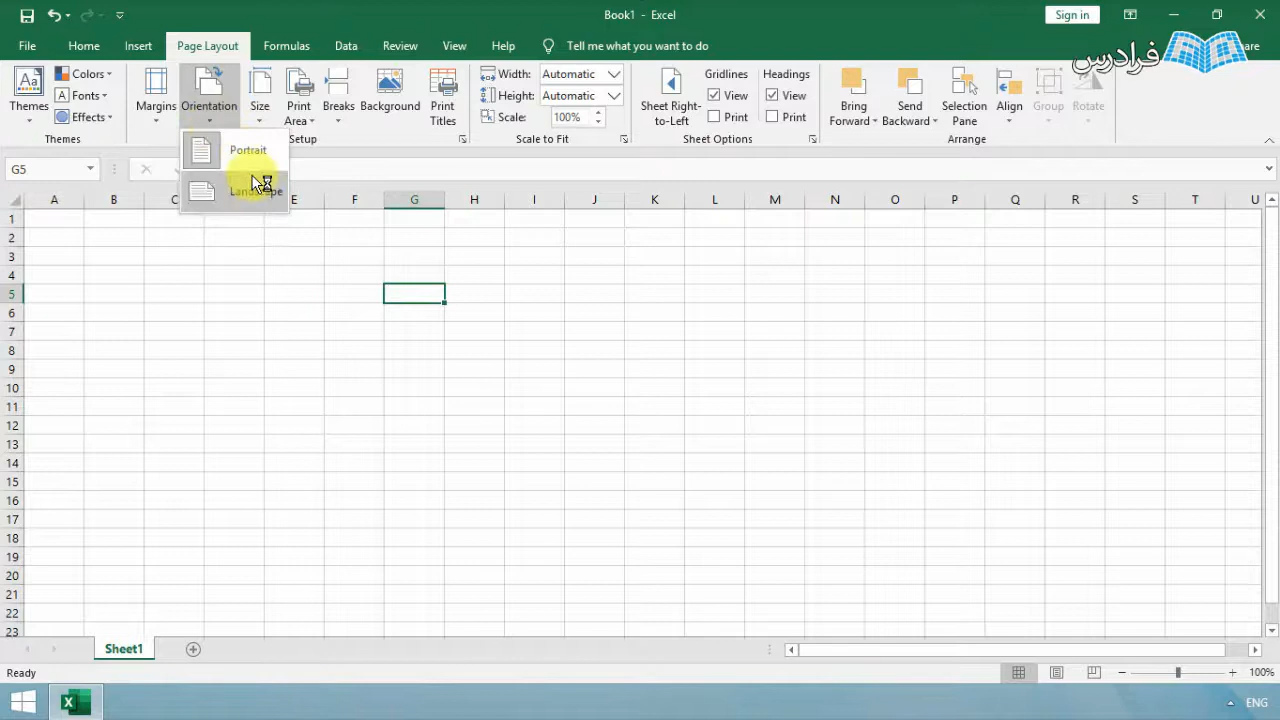 Book1 - Excel
Sign in
File Home Insert Page Layout Formulas Data Review View Help Tell me what you want to do
فرادرس
Colors Width: Automatic Gridlines Headings
Fonts Height: Automatic View View
Effects Scale: 100% Print Print
Themes Margins Orientation Size Print Area Breaks Background Print Titles Sheet Right-to-Left Bring Forward Send Backward Selection Pane Align Group Rotate
Themes Setup Scale to Fit Sheet Options Arrange
Portrait
Landscape
G5
A B C E F G H I J K L M N O P Q R S T U
1
2
3
4
5
6
7
8
9
10
11
12
13
14
15
16
17
18
19
20
21
22
23
Sheet1
Ready 100%
ENG